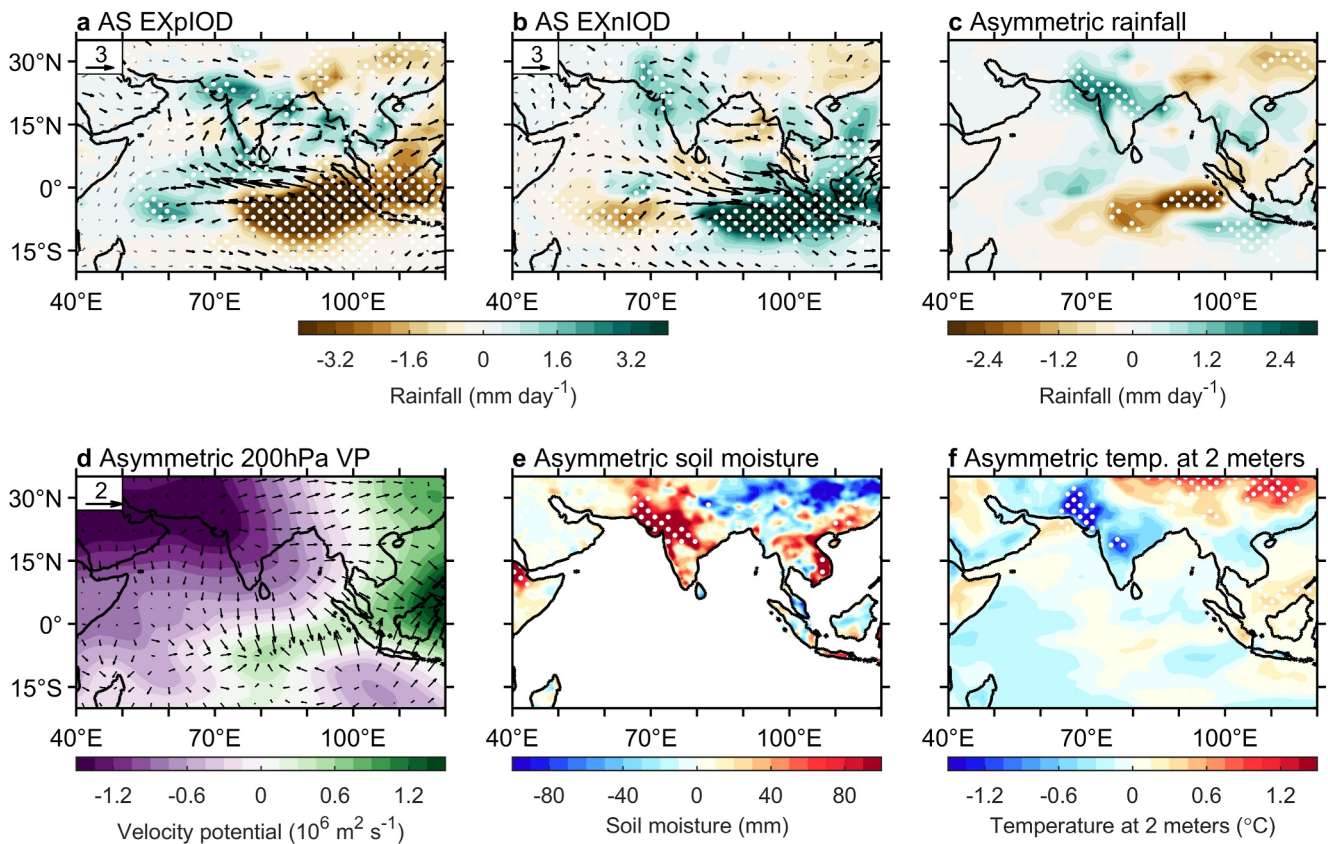 a AS EXpIOD
b AS EXnIOD
c Asymmetric rainfall
3
3
30°N
15°N
0°
15°S
40°E 70°E 100°E
40°E 70°E 100°E
40°E 70°E 100°E
-3.2 -1.6 0 1.6 3.2
Rainfall (mm day-1)
-2.4 -1.2 0 1.2 2.4
Rainfall (mm day-1)
d Asymmetric 200hPa VP
e Asymmetric soil moisture
f Asymmetric temp. at 2 meters
2
30°N
15°N
0°
15°S
40°E 70°E 100°E
40°E 70°E 100°E
40°E 70°E 100°E
-1.2 -0.6 0 0.6 1.2
Velocity potential (10⁶ m² s⁻¹)
-80 -40 0 40 80
Soil moisture (mm)
-1.2 -0.6 0 0.6 1.2
Temperature at 2 meters (°C)